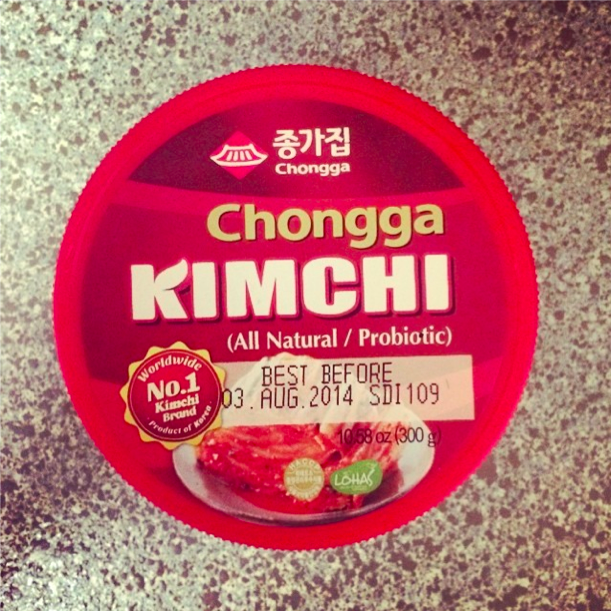 종가집
Chongga
Chongga
KIMCHI
(All Natural / Probiotic)
Worldwide
No.1
Kimchi
Brand
Product of Korea
BEST BEFORE
03. AUG. 2014 SDI109
10.58 oz (300 g)
LOHAS